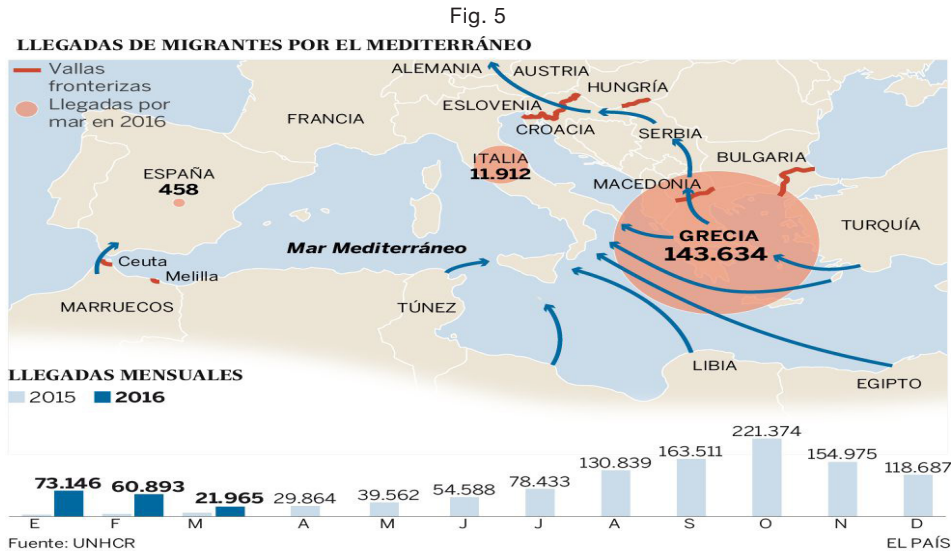 Fig. 5
LLEGADAS DE MIGRANTES POR EL MEDITERRÁNEO
Vallas
fronterizas
Llegadas por
mar en 2016
ALEMANIA
AUSTRIA
HUNGRÍA
ESLOVENIA
CROACIA
FRANCIA
SERBIA
ITALIA
11.912
BULGARIA
ESPAÑA
458
MACEDONIA
TURQUÍA
GRECIA
143.634
Mar Mediterráneo
Ceuta
Melilla
MARRUECOS
TÚNEZ
LIBIA
EGIPTO
LLEGADAS MENSUALES
2015 2016
73.146 60.893 21.965 29.864 39.562 54.588 78.433 130.839 163.511 221.374 154.975 118.687
E F M A M J J A S O N D
Fuente: UNHCR
EL PAÍS